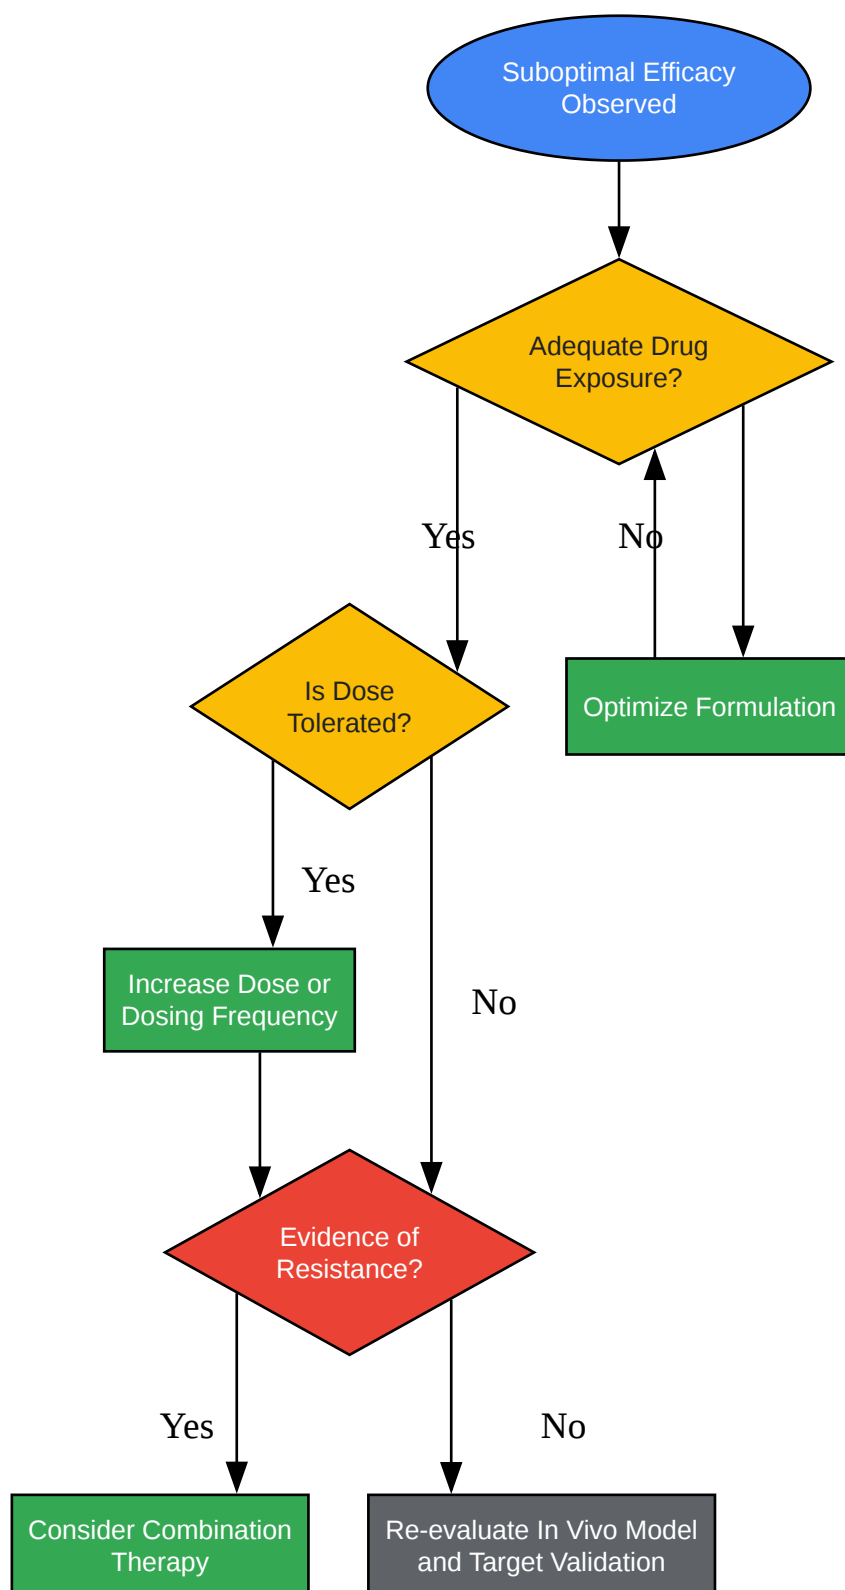 Suboptimal Efficacy
Observed
Adequate Drug
Exposure?
Yes
No
Is Dose
Tolerated?
Optimize Formulation
Yes
Increase Dose or
Dosing Frequency
No
Evidence of
Resistance?
Yes
No
Consider Combination
Therapy
Re-evaluate In Vivo Model
and Target Validation